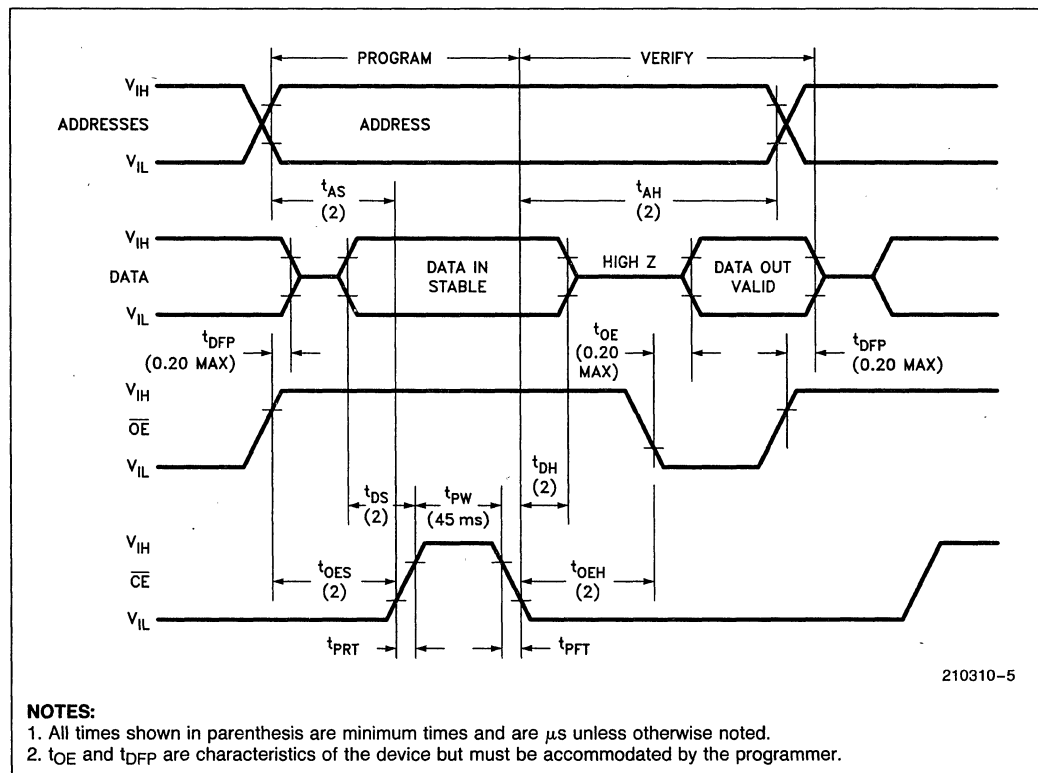 PROGRAM
VERIFY
V_IH
ADDRESSES
ADDRESS
V_IL
t_AS
(2)
t_AH
(2)
V_IH
DATA
DATA IN
STABLE
HIGH Z
DATA OUT
VALID
V_IL
t_DFP
(0.20 MAX)
t_OE
(0.20
MAX)
t_DFP
(0.20 MAX)
V_IH
O̅E̅
V_IL
t_DS
(2)
t_PW
(45 ms)
t_DH
(2)
V_IH
C̅E̅
t_OES
(2)
t_OEH
(2)
V_IL
t_PRT
t_PFT
210310-5
NOTES:
1. All times shown in parenthesis are minimum times and are μs unless otherwise noted.
2. t_OE and t_DFP are characteristics of the device but must be accommodated by the programmer.